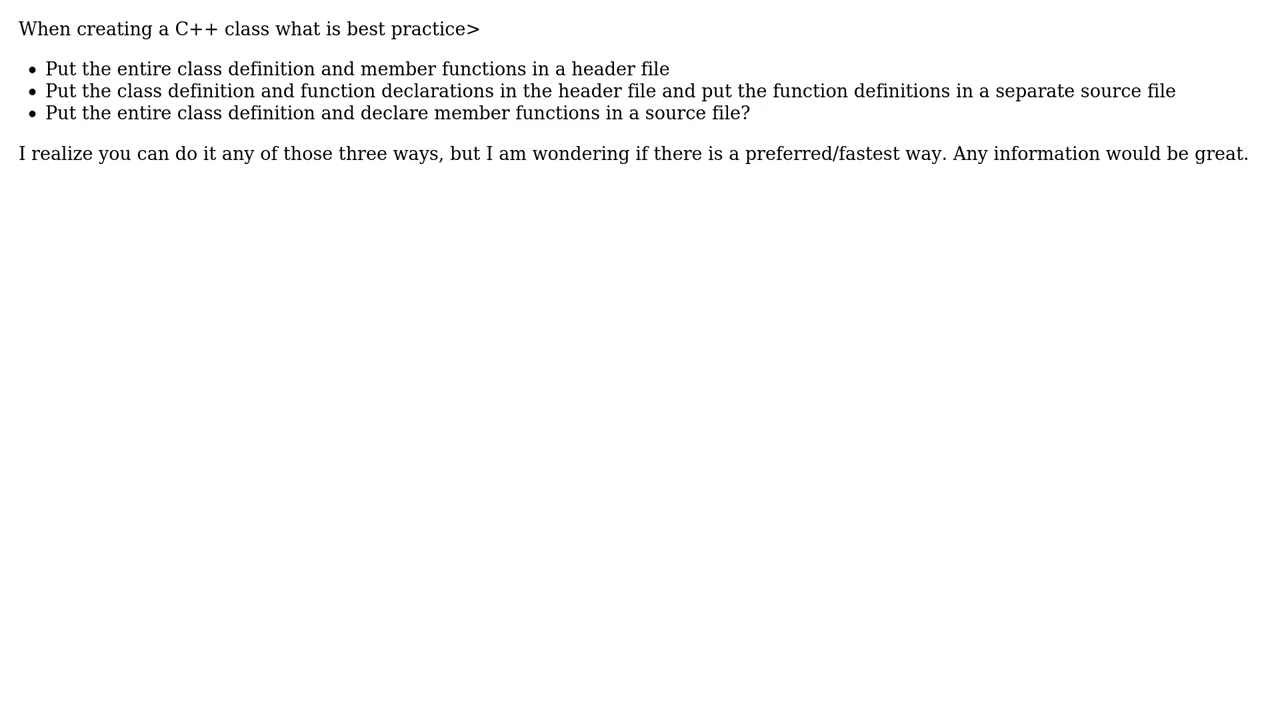 When creating a C++ class what is best practice>
• Put the entire class definition and member functions in a header file
• Put the class definition and function declarations in the header file and put the function definitions in a separate source file
• Put the entire class definition and declare member functions in a source file?
I realize you can do it any of those three ways, but I am wondering if there is a preferred/fastest way. Any information would be great.